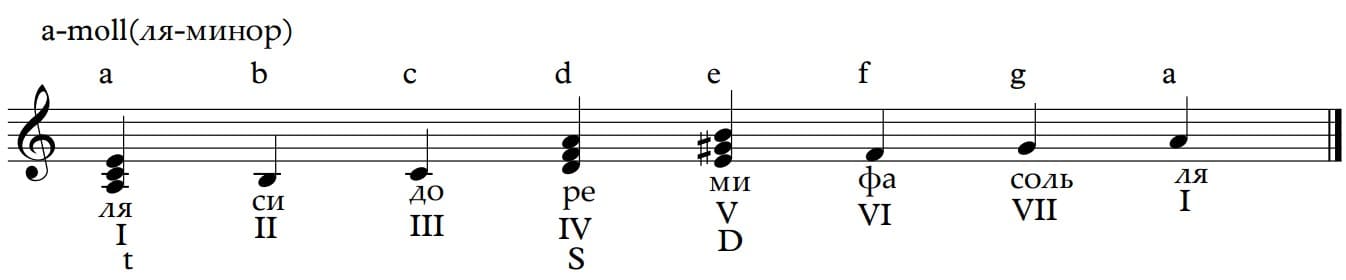 a-moll(ля-минор)
a b c d e f g a
ля си до ре ми фа соль ля
I II III IV V VI VII I
t S D